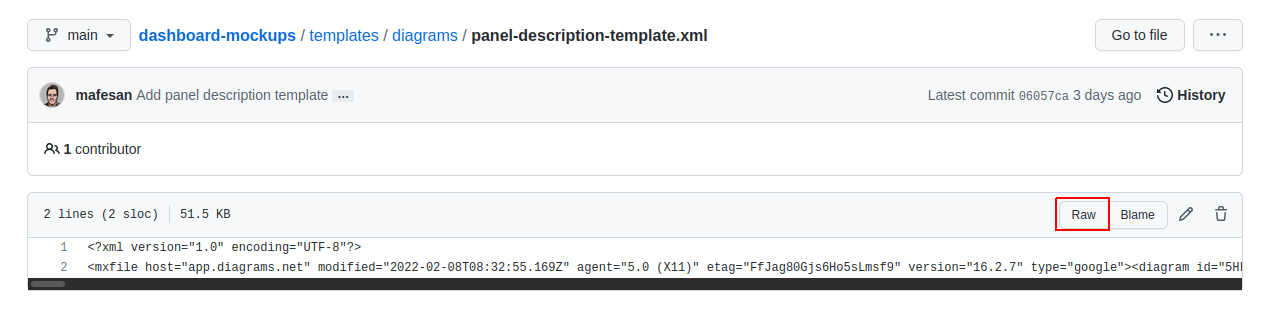 main dashboard-mockups / templates / diagrams / panel-description-template.xml Go to file ...
mafesan Add panel description template ... Latest commit 06057ca 3 days ago History
1 contributor
2 lines (2 sloc) 51.5 KB Raw Blame
1 <?xml version="1.0" encoding="UTF-8"?>
2 <mxfile host="app.diagrams.net" modified="2022-02-08T08:32:55.169Z" agent="5.0 (X11)" etag="FfJag80Gjs6Ho5sLmsf9" version="16.2.7" type="google"><diagram